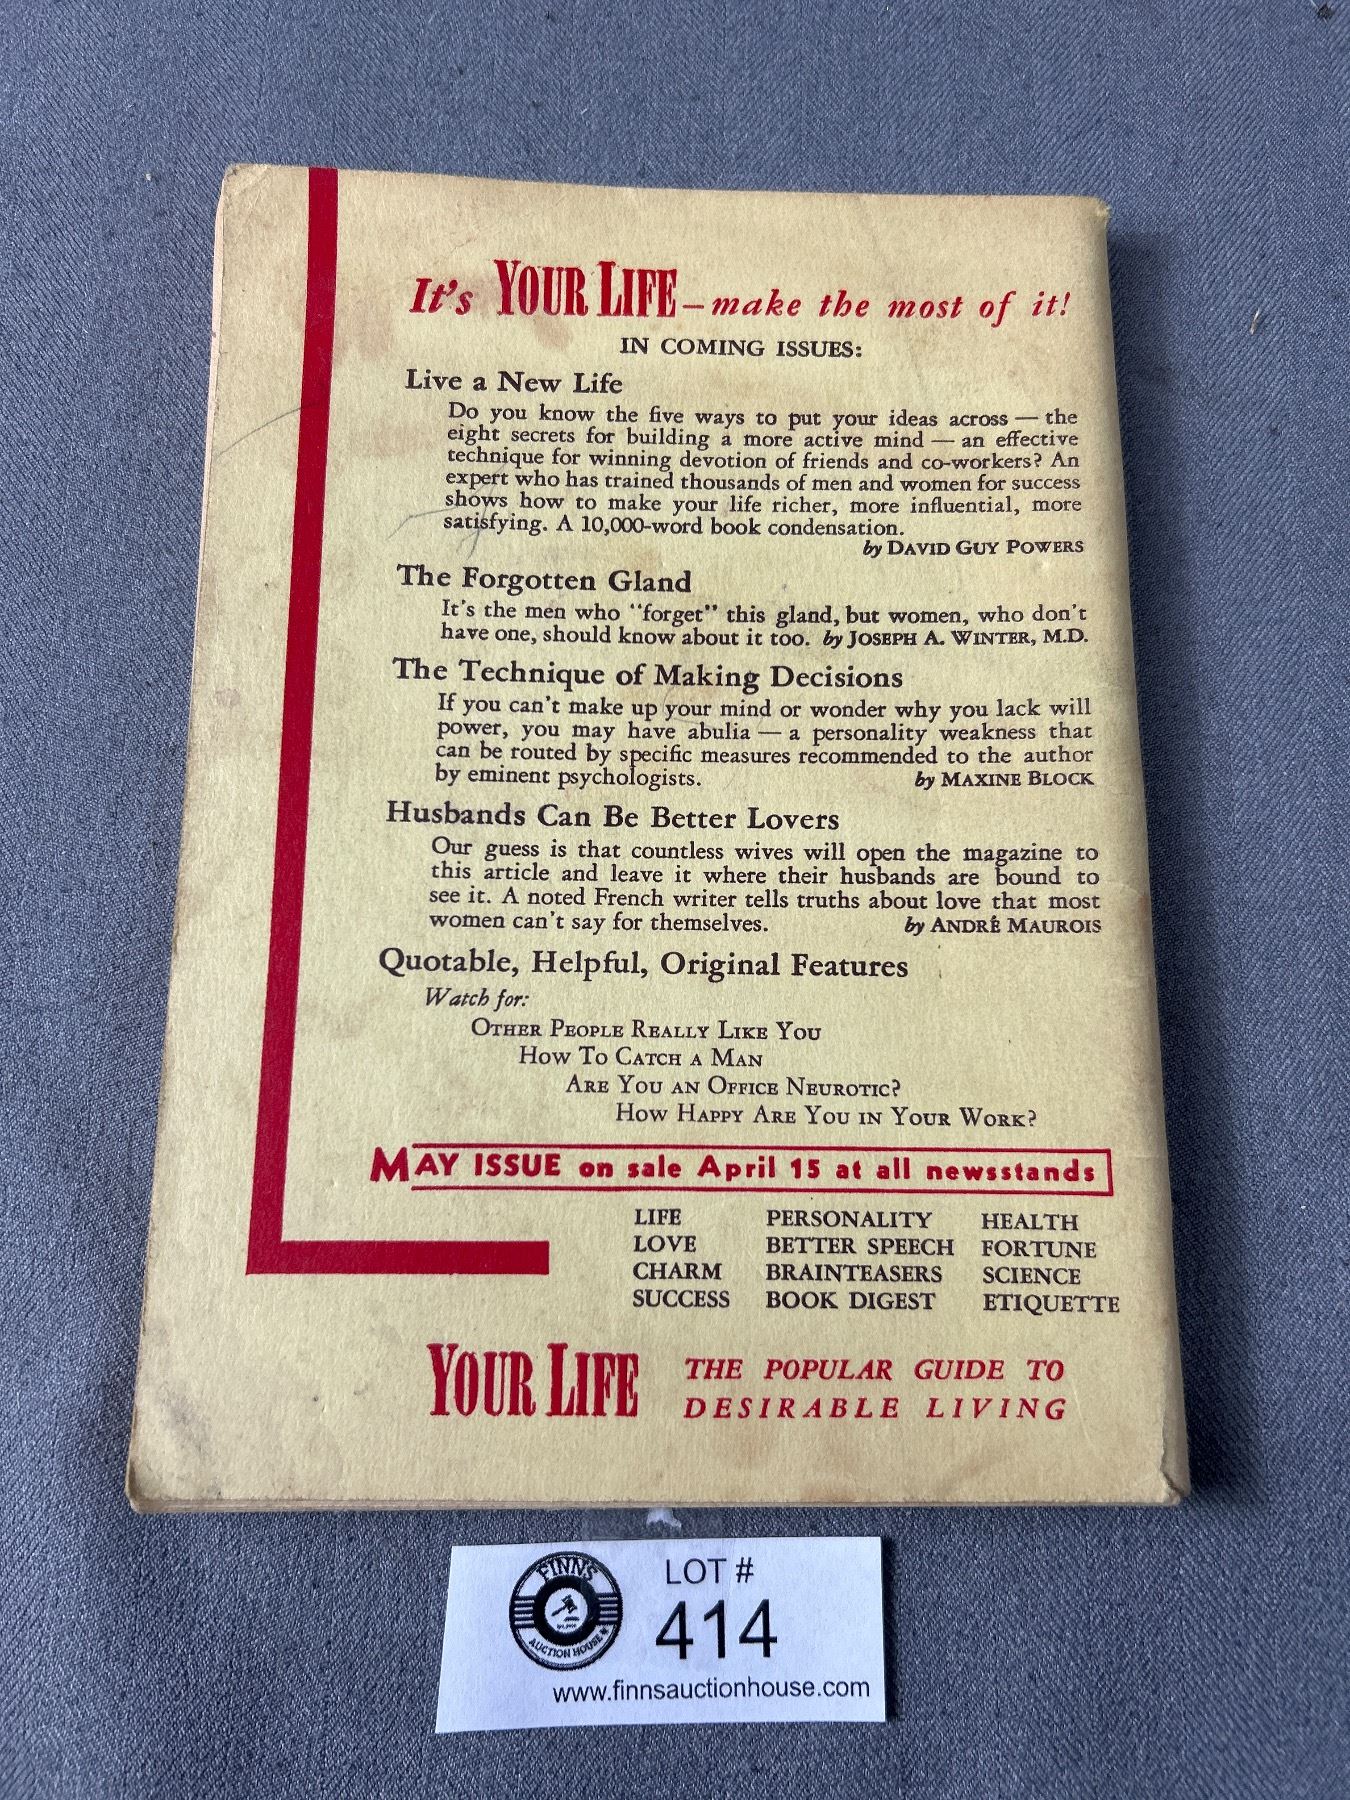 It's YOUR LIFE – make the most of it!
IN COMING ISSUES:
Live a New Life
Do you know the five ways to put your ideas across — the
eight secrets for building a more active mind — an effective
technique for winning devotion of friends and co-workers? An
expert who has trained thousands of men and women for success
shows how to make your life richer, more influential, more
satisfying. A 10,000-word book condensation.
by DAVID GUY POWERS
The Forgotten Gland
It's the men who "forget" this gland, but women, who don't
have one, should know about it too. by JOSEPH A. WINTER, M.D.
The Technique of Making Decisions
If you can't make up your mind or wonder why you lack will
power, you may have abulia — a personality weakness that
can be routed by specific measures recommended to the author
by eminent psychologists. by MAXINE BLOCK
Husbands Can Be Better Lovers
Our guess is that countless wives will open the magazine to
this article and leave it where their husbands are bound to
see it. A noted French writer tells truths about love that most
women can't say for themselves. by ANDRÉ MAUROIS
Quotable, Helpful, Original Features
Watch for:
OTHER PEOPLE REALLY LIKE YOU
HOW TO CATCH A MAN
ARE YOU AN OFFICE NEUROTIC?
HOW HAPPY ARE YOU IN YOUR WORK?
MAY ISSUE on sale April 15 at all newsstands
LIFE PERSONALITY HEALTH
LOVE BETTER SPEECH FORTUNE
CHARM BRAINTEASERS SCIENCE
SUCCESS BOOK DIGEST ETIQUETTE
YOUR LIFE THE POPULAR GUIDE TO
DESIRABLE LIVING
FINNS
AUCTION HOUSE
LOT #
414
www.finnsauctionhouse.com